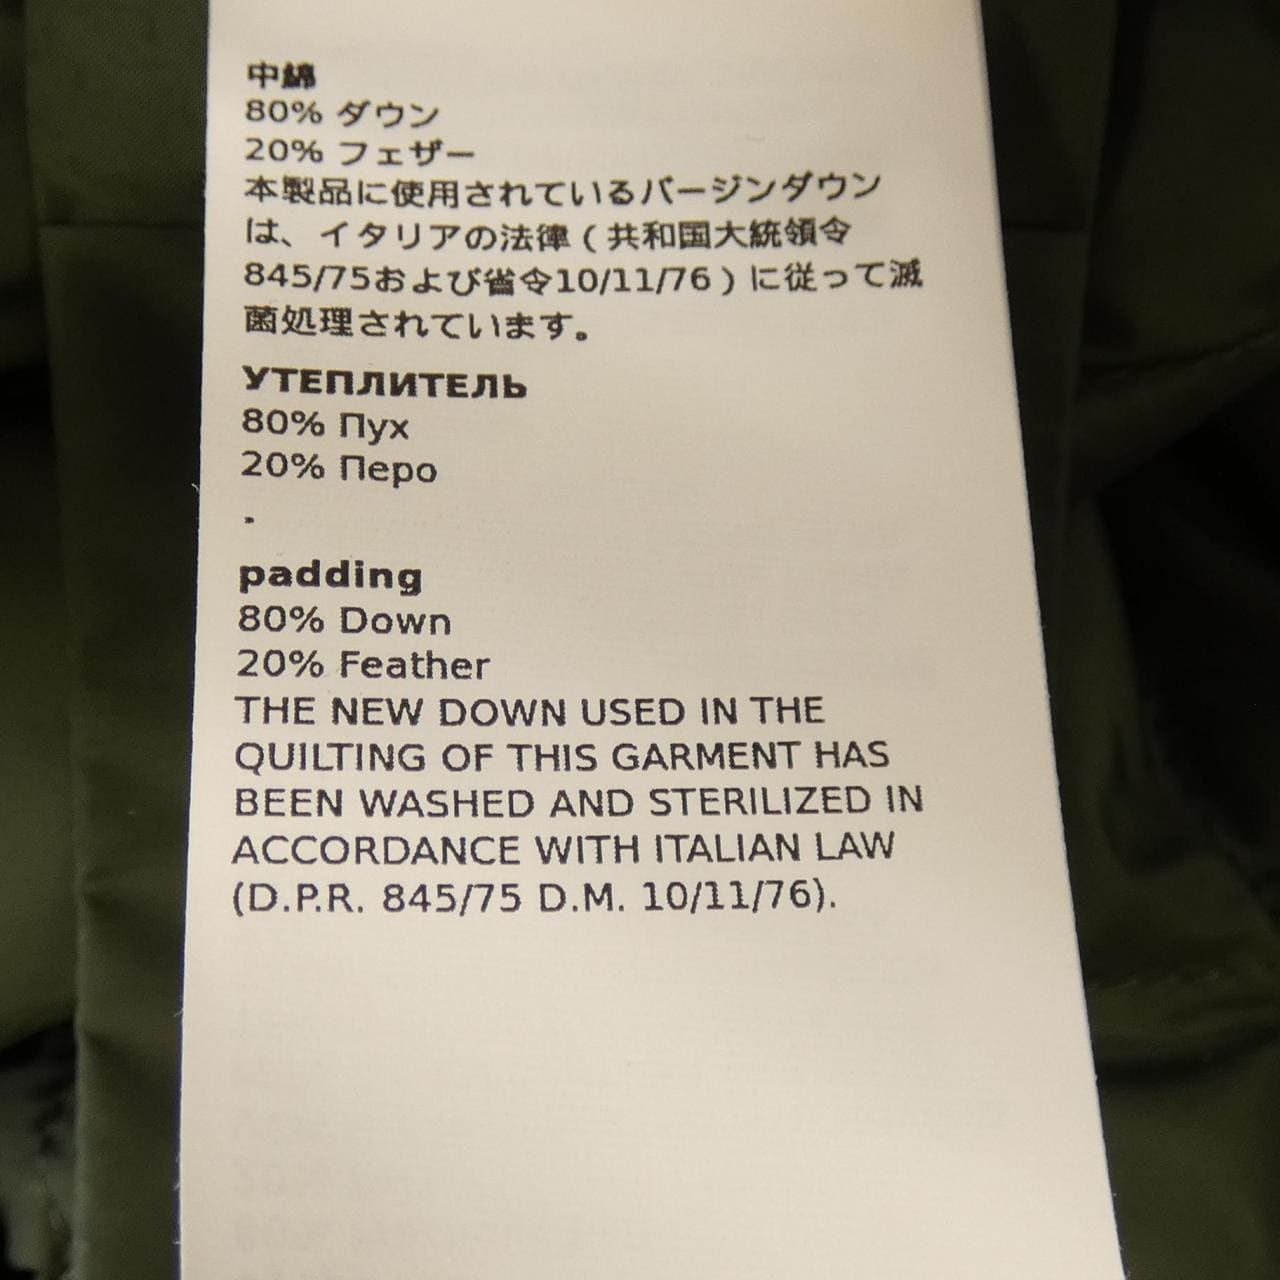 中綿
80% ダウン
20% フェザー
本製品に使用されているバージンダウン
は、イタリアの法律 ( 共和国大統領令
845/75および省令10/11/76 ) に従って滅
菌処理されています。
УТЕПЛИТЕЛЬ
80% Пух
20% Перо
.
padding
80% Down
20% Feather
THE NEW DOWN USED IN THE
QUILTING OF THIS GARMENT HAS
BEEN WASHED AND STERILIZED IN
ACCORDANCE WITH ITALIAN LAW
(D.P.R. 845/75 D.M. 10/11/76).